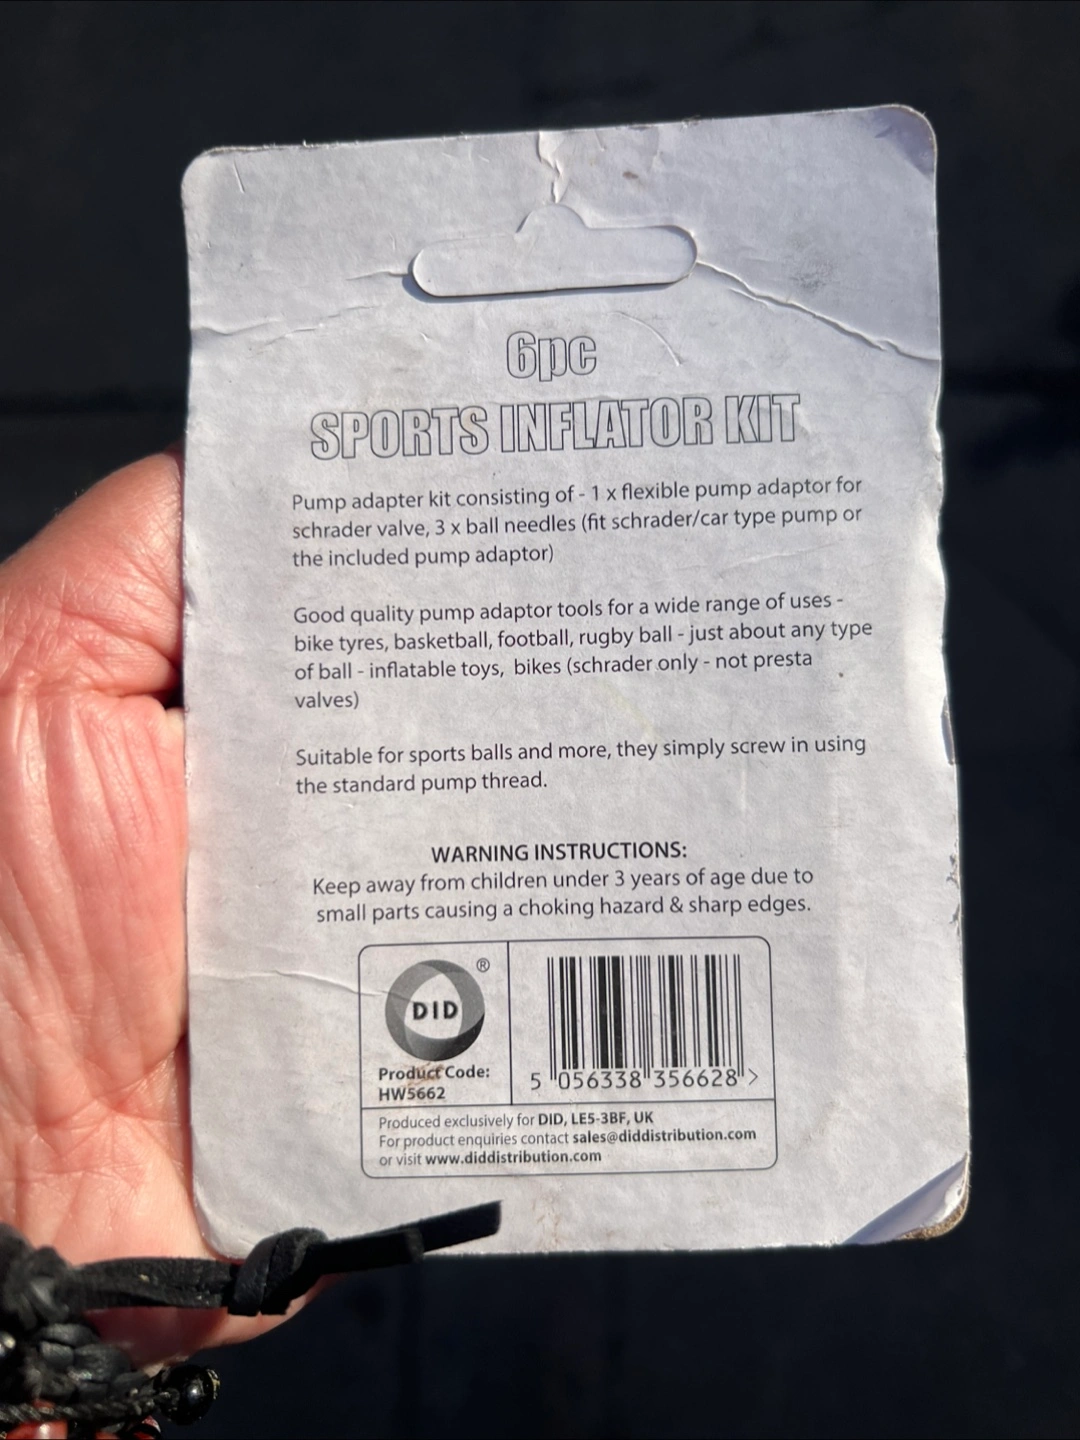 6pc
SPORTS INFLATOR KIT
Pump adapter kit consisting of - 1 x flexible pump adaptor for
schrader valve, 3 x ball needles (fit schrader/car type pump or
the included pump adaptor)
Good quality pump adaptor tools for a wide range of uses -
bike tyres, basketball, football, rugby ball - just about any type
of ball - inflatable toys, bikes (schrader only - not presta
valves)
Suitable for sports balls and more, they simply screw in using
the standard pump thread.
WARNING INSTRUCTIONS:
Keep away from children under 3 years of age due to
small parts causing a choking hazard & sharp edges.
DID ®
Product Code:
HW5662
5 056338 356628 >
Produced exclusively for DID, LE5-3BF, UK
For product enquiries contact sales@diddistribution.com
or visit www.diddistribution.com